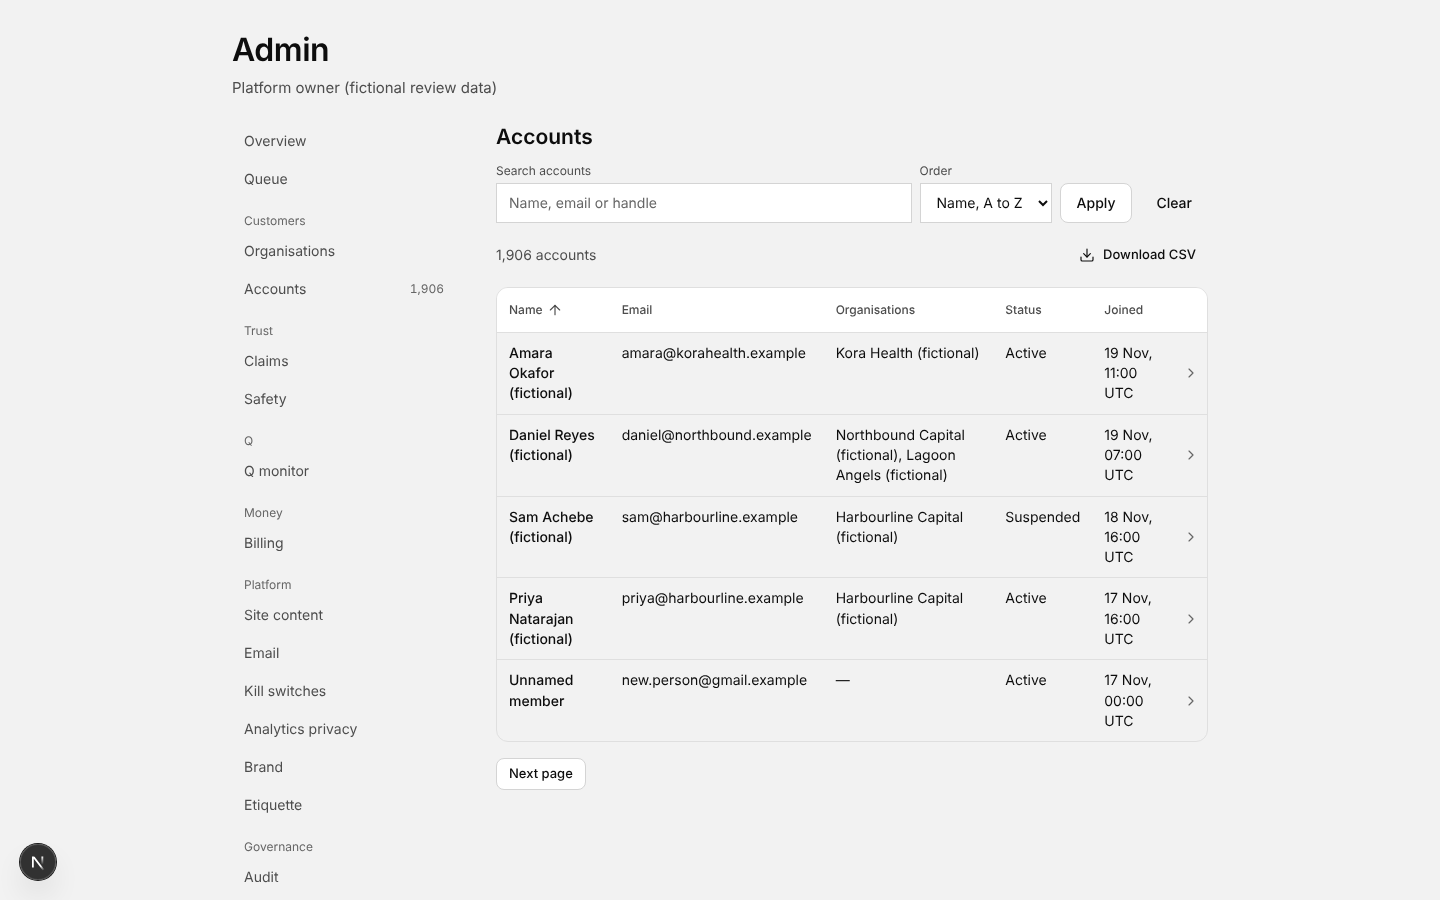 Admin
Platform owner (fictional review data)
Overview
Queue
Customers
Organisations
Accounts 1,906
Trust
Claims
Safety
Q
Q monitor
Money
Billing
Platform
Site content
Email
Kill switches
Analytics privacy
Brand
Etiquette
Governance
Audit
Accounts
Search accounts
Order
Name, email or handle
Name, A to Z
Apply
Clear
1,906 accounts
Download CSV
Name Email Organisations Status Joined
Amara amara@korahealth.example Kora Health (fictional) Active 19 Nov,
Okafor 11:00
(fictional) UTC
Daniel Reyes daniel@northbound.example Northbound Capital Active 19 Nov,
(fictional) (fictional), Lagoon 07:00
Angels (fictional) UTC
Sam Achebe sam@harbourline.example Harbourline Capital Suspended 18 Nov,
(fictional) (fictional) 16:00
UTC
Priya priya@harbourline.example Harbourline Capital Active 17 Nov,
Natarajan (fictional) 16:00
(fictional) UTC
Unnamed new.person@gmail.example — Active 17 Nov,
member 00:00
UTC
Next page
N